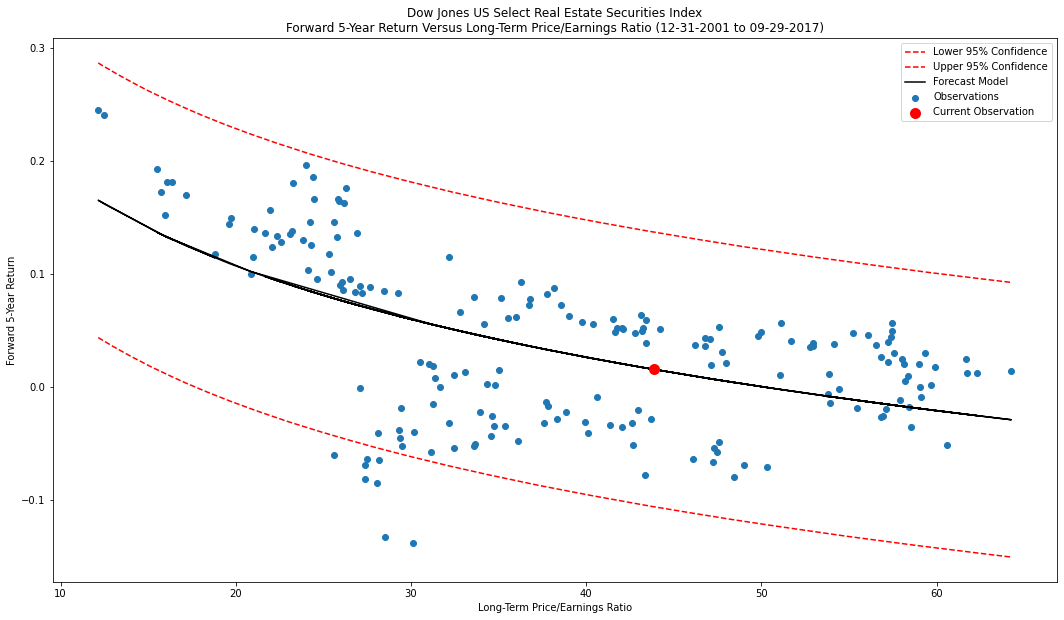 Dow Jones US Select Real Estate Securities Index
Forward 5-Year Return Versus Long-Term Price/Earnings Ratio (12-31-2001 to 09-29-2017)
Lower 95% Confidence
Upper 95% Confidence
Forecast Model
Observations
Current Observation
Forward 5-Year Return
0.3
0.2
0.1
0.0
−0.1
10 20 30 40 50 60
Long-Term Price/Earnings Ratio